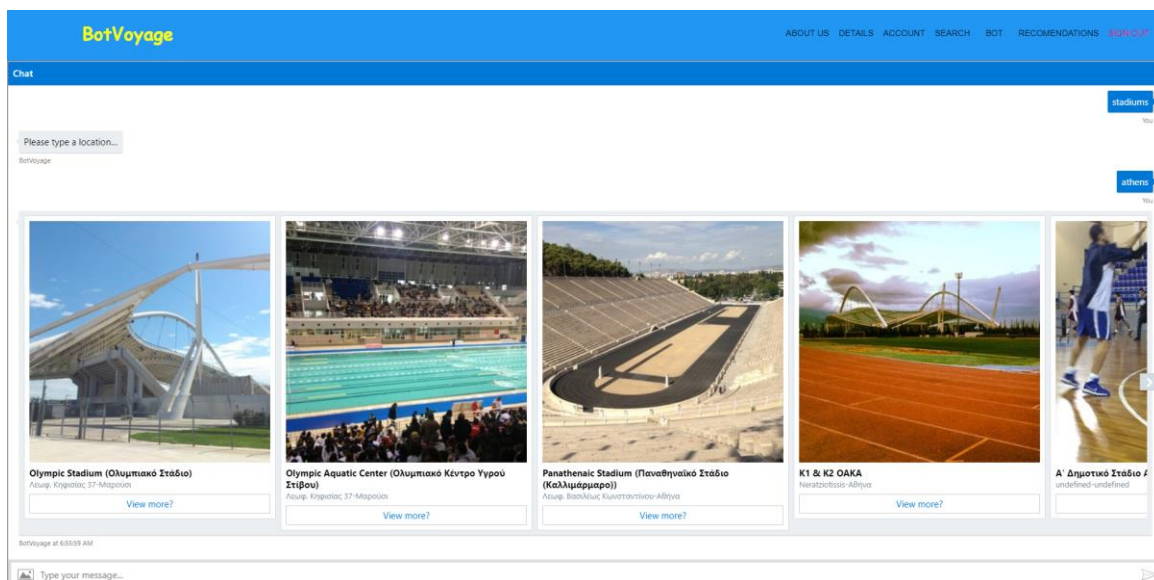 BotVoyage
ABOUT US DETAILS ACCOUNT SEARCH BOT RECOMENDATIONS SIGN OUT
Chat
stadiums
You
Please type a location...
BotVoyage
athens
You
Olympic Stadium (Ολυμπιακό Στάδιο)
Λεωφ. Κηφισίας 37-Μαρούσι
View more?
Olympic Aquatic Center (Ολυμπιακό Κέντρο Υγρού
Στίβου)
Λεωφ. Κηφισίας 37-Μαρούσι
View more?
Panathenaic Stadium (Παναθηναϊκό Στάδιο
(Καλλιμάρμαρο))
Λεωφ. Βασιλέως Κωνσταντίνου-Αθήνα
View more?
K1 & K2 OAKA
Neratziotissis-Αθήνα
View more?
Α' Δημοτικό Στάδιο
undefined-undefined
BotVoyage at 6:55:59 AM
Type your message...